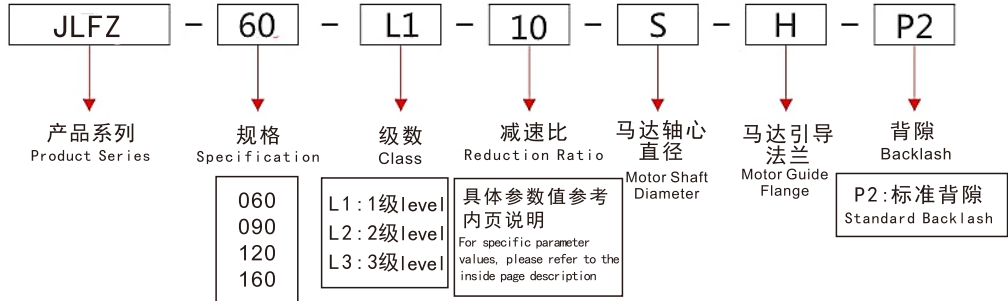 JLFZ - 60 - L1 - 10 - S - H - P2
产品系列
Product Series
规格
Specification
060
090
120
160
级数
Class
L1:1级level
L2:2级level
L3:3级level
减速比
Reduction Ratio
具体参数值参考
内页说明
For specific parameter
values, please refer to the
inside page description
马达轴心
直径
Motor Shaft
Diameter
马达引导
法兰
Motor Guide
Flange
背隙
Backlash
P2:标准背隙
Standard Backlash